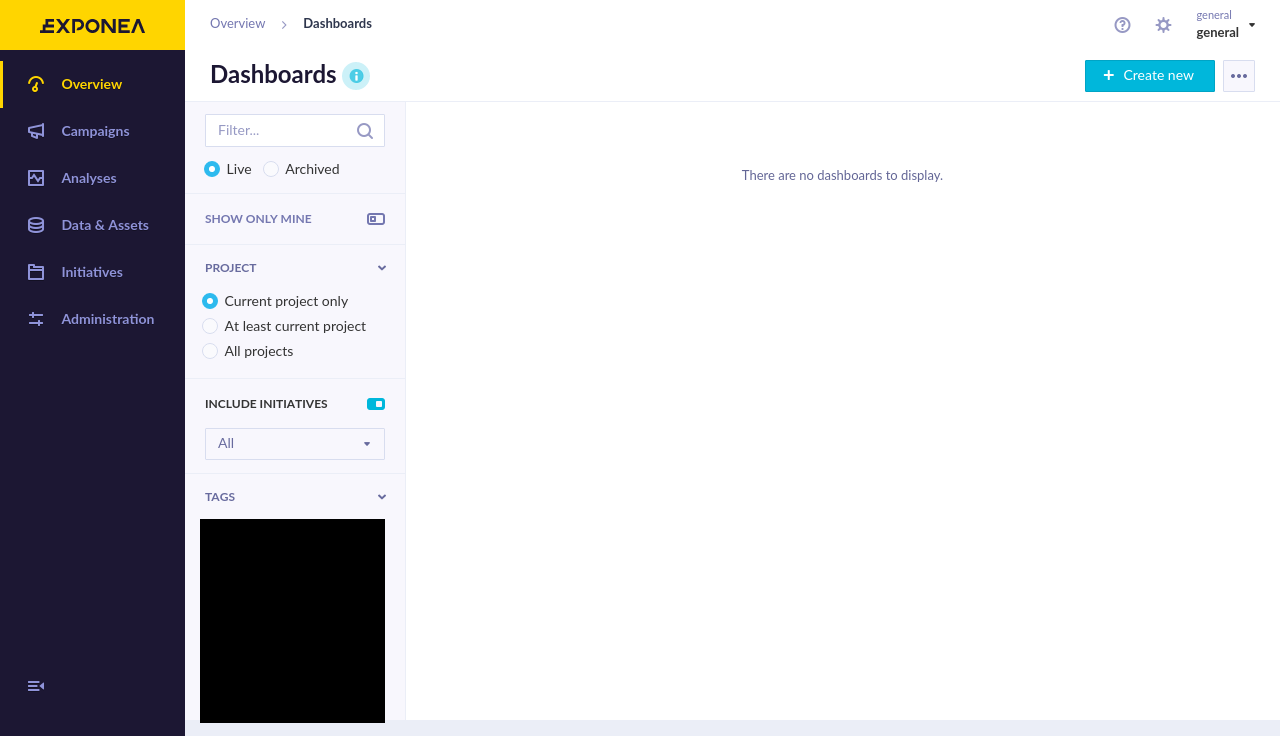 EXPONEA
Overview
Campaigns
Analyses
Data & Assets
Initiatives
Administration
Overview > Dashboards
general
general
Dashboards
+ Create new
Filter...
Live
Archived
SHOW ONLY MINE
PROJECT
Current project only
At least current project
All projects
INCLUDE INITIATIVES
All
TAGS
There are no dashboards to display.